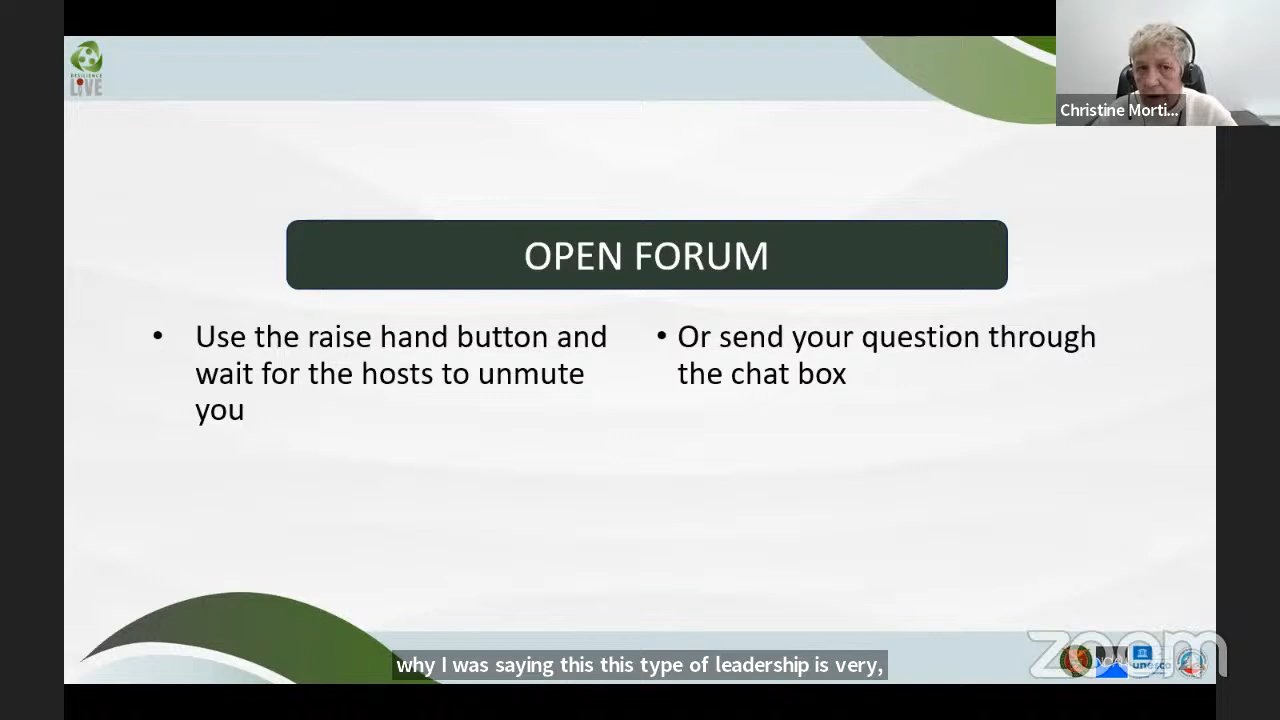 RESILIENCE
LIVE
Christine Morti...
OPEN FORUM
• Use the raise hand button and
wait for the hosts to unmute
you
• Or send your question through
the chat box
why I was saying this this type of leadership is very,
zoom
unesco